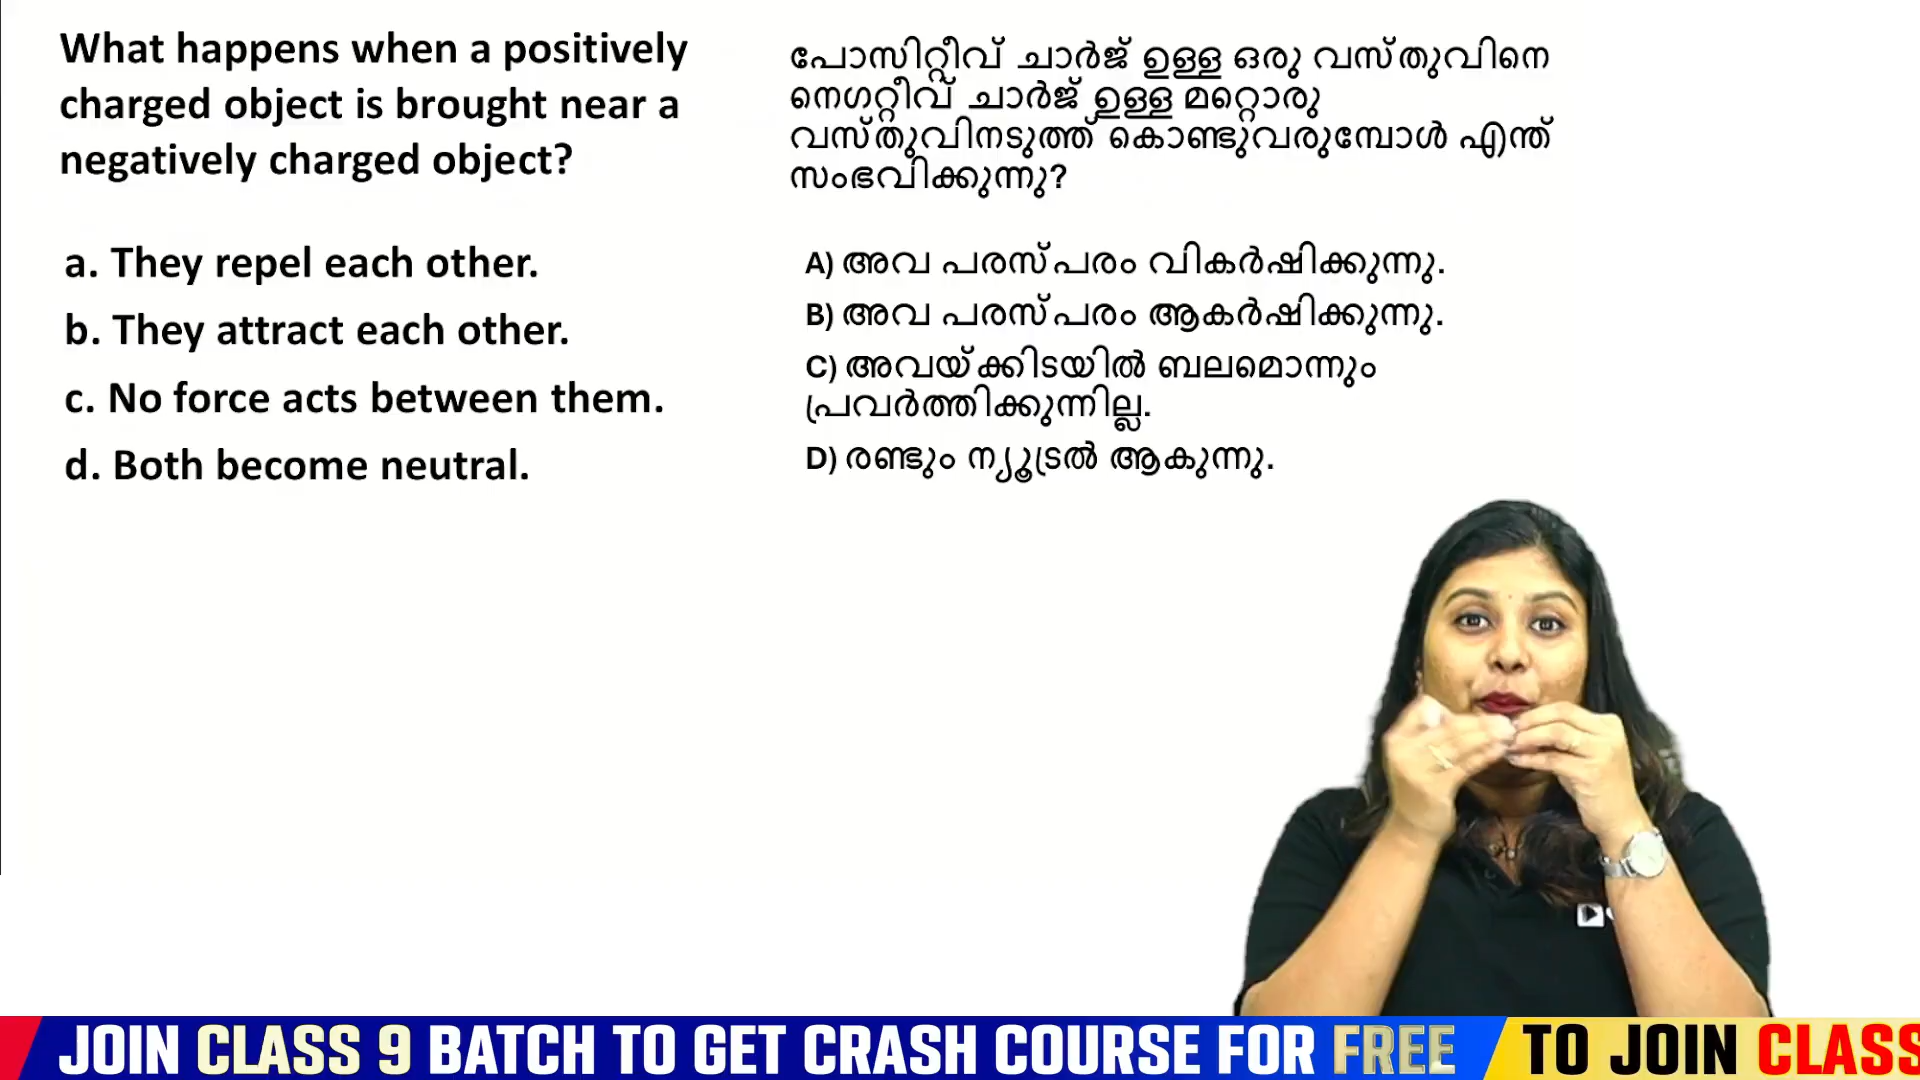 What happens when a positively
charged object is brought near a
negatively charged object?
a. They repel each other.
b. They attract each other.
c. No force acts between them.
d. Both become neutral.
പോസിറ്റീവ് ചാർജ് ഉള്ള ഒരു വസ്തുവിനെ
നെഗറ്റീവ് ചാർജ് ഉള്ള മറ്റൊരു
വസ്തുവിനടുത്ത് കൊണ്ടുവരുമ്പോൾ എന്ത്
സംഭവിക്കുന്നു?
A) അവ പരസ്പരം വികർഷിക്കുന്നു.
B) അവ പരസ്പരം ആകർഷിക്കുന്നു.
C) അവയ്ക്കിടയിൽ ബലമൊന്നും
പ്രവർത്തിക്കുന്നില്ല.
D) രണ്ടും ന്യൂട്രൽ ആകുന്നു.
JOIN CLASS 9 BATCH TO GET CRASH COURSE FOR FREE TO JOIN CLASS